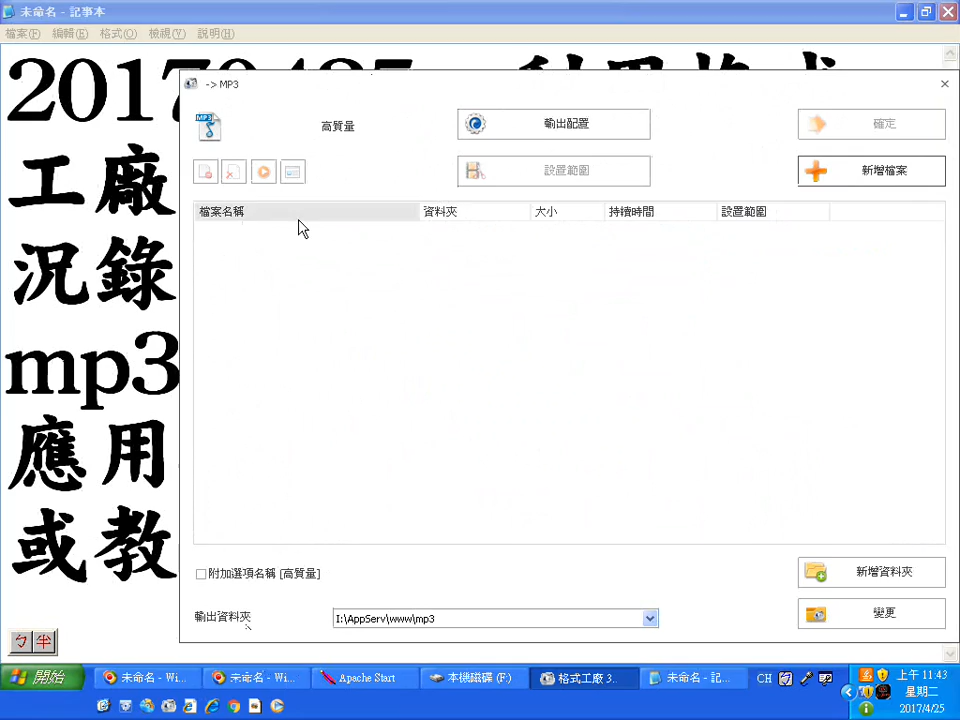 未命名 - 記事本
檔案(F) 編輯(E) 格式(O) 檢視(V) 說明(H)
-> MP3
MP3
高質量
輸出配置
確定
設置範圍
新增檔案
檔案名稱 資料夾 大小 持續時間 設置範圍
工廠
況錄
mp3
應用
或教
附加選項名稱 [高質量]
新增資料夾
輸出資料夾
I:\AppServ\www\mp3
變更
ㄅ 半
開始
未命名 - Wi...
未命名 - Wi...
Apache Start
本機磁碟 (F:)
格式工廠 3...
未命名 - 記...
CH
上午 11:43
星期二
2017/4/25